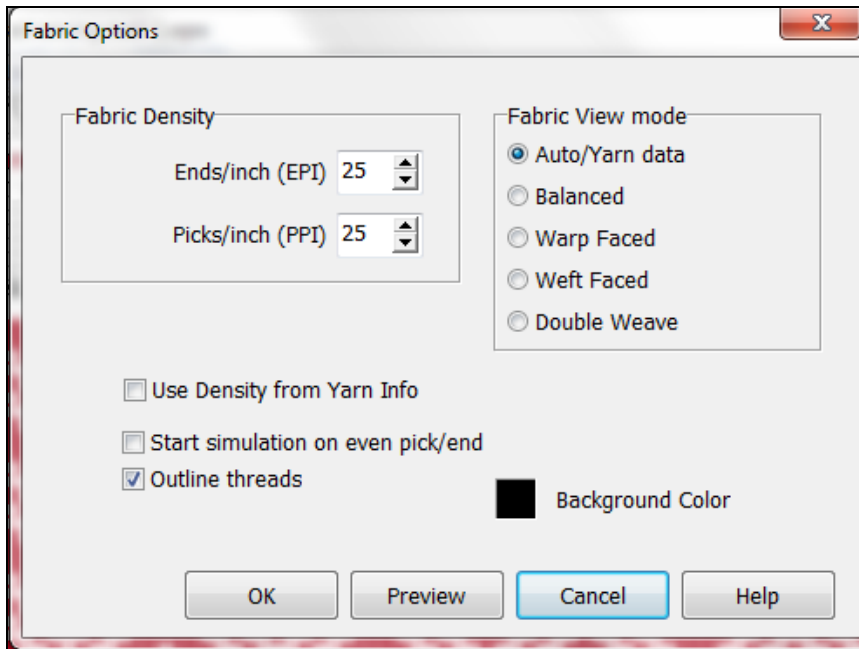 Fabric Options
Fabric Density
Ends/inch (EPI) 25
Picks/inch (PPI) 25
Fabric View mode
Auto/Yarn data
Balanced
Warp Faced
Weft Faced
Double Weave
Use Density from Yarn Info
Start simulation on even pick/end
Outline threads
Background Color
OK
Preview
Cancel
Help